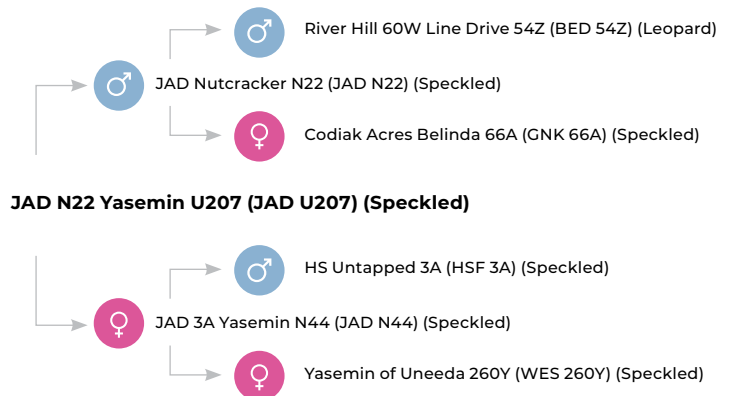 River Hill 60W Line Drive 54Z (BED 54Z) (Leopard)
JAD Nutcracker N22 (JAD N22) (Speckled)
Codiak Acres Belinda 66A (GNK 66A) (Speckled)
JAD N22 Yasemin U207 (JAD U207) (Speckled)
HS Untapped 3A (HSF 3A) (Speckled)
JAD 3A Yasemin N44 (JAD N44) (Speckled)
Yasemin of Uneeda 260Y (WES 260Y) (Speckled)